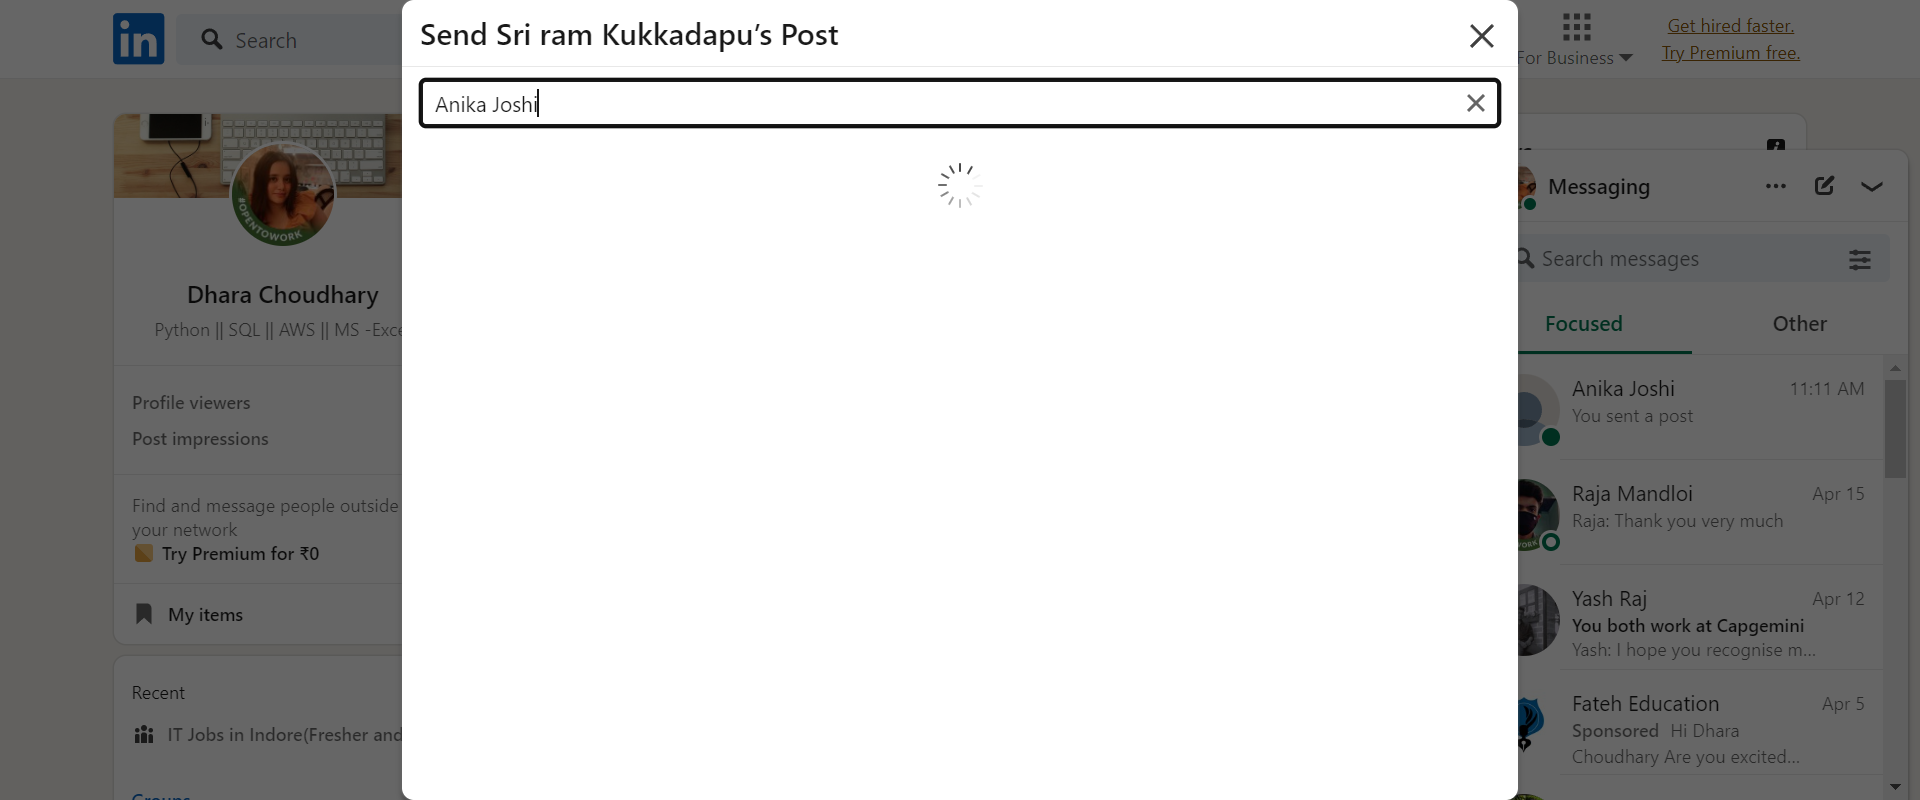 in
Search
For Business
Get hired faster.
Try Premium free.
Send Sri ram Kukkadapu’s Post
Anika Joshi
#OPENTOWORK
Dhara Choudhary
Python || SQL || AWS || MS -Exce
Profile viewers
Post impressions
Find and message people outside
your network
Try Premium for ₹0
My items
Recent
IT Jobs in Indore(Fresher and
Groups
Messaging
Search messages
Focused
Other
Anika Joshi
11:11 AM
You sent a post
Raja Mandloi
Apr 15
Raja: Thank you very much
Yash Raj
Apr 12
You both work at Capgemini
Yash: I hope you recognise m...
Fateh Education
Apr 5
Sponsored Hi Dhara
Choudhary Are you excited...